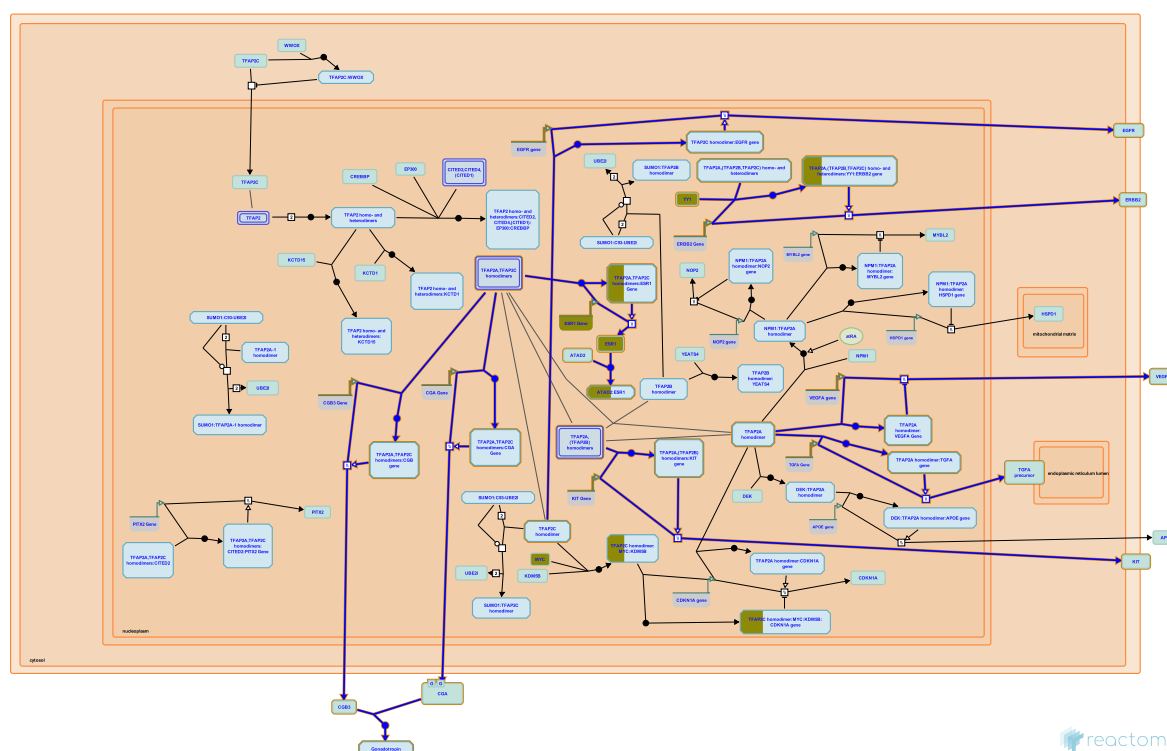 WWOX
TFAP2C
TFAP2C:WWOX
EGFR
EGFR gene
TFAP2C homodimer:EGFR gene
CREBBP
EP300
CITED2,CITED4,
(CITED1)
UBE2I
SUMO1:TFAP2B
homodimer
TFAP2A,(TFAP2B,TFAP2C) homo- and
heterodimers
TFAP2A,(TFAP2B,TFAP2C) homo- and
heterodimers:YY1:ERBB2 gene
TFAP2C
TFAP2
2
TFAP2 homo- and
heterodimers
TFAP2 homo- and
heterodimers:CITED2,
CITED4,(CITED1):
EP300:CREBBP
2
2
YY1
ERBB2 Gene
ERBB2
SUMO1:C93-UBE2I
MYBL2 gene
MYBL2
KCTD15
KCTD1
TFAP2 homo- and
heterodimers:KCTD1
TFAP2A,TFAP2C
homodimers
TFAP2A,TFAP2C
homodimers:ESR1
Gene
NOP2
NPM1:TFAP2A
homodimer:NOP2
gene
NPM1:TFAP2A
homodimer:
MYBL2 gene
NPM1:TFAP2A
homodimer:
HSPD1 gene
SUMO1:C93-UBE2I
TFAP2 homo- and
heterodimers:
KCTD15
ESR1 Gene
ESR1
NOP2 gene
NPM1:TFAP2A
homodimer
HSPD1 gene
HSPD1
mitochondrial matrix
2
TFAP2A-1
homodimer
ATAD2
YEATS4
atRA
NPM1
2
UBE2I
ATAD2:ESR1
TFAP2B
homodimer
TFAP2B
homodimer:
YEATS4
CGB3 Gene
CGA Gene
VEGFA gene
SUMO1:TFAP2A-1 homodimer
TFAP2A,TFAP2C
homodimers:CGB
gene
TFAP2A,TFAP2C
homodimers:CGA
Gene
TFAP2A,
(TFAP2B)
homodimers
TFAP2A,(TFAP2B)
homodimers:KIT
gene
TFAP2A
homodimer
TFAP2A
homodimer:
VEGFA Gene
TGFA Gene
TFAP2A homodimer:TGFA
gene
TGFA
precursor
endoplasmic reticulum lumen
KIT Gene
DEK
DEK:TFAP2A
homodimer
APOE gene
DEK:TFAP2A homodimer:APOE gene
PITX2 Gene
PITX2
TFAP2A,TFAP2C
homodimers:CITED2
TFAP2A,TFAP2C
homodimers:
CITED2:PITX2 Gene
SUMO1:C93-UBE2I
2
TFAP2C
homodimer
MYC
KDM5B
TFAP2C homodimer:
MYC:KDM5B
UBE2I
2
SUMO1:TFAP2C
homodimer
TFAP2A homodimer:CDKN1A
gene
CDKN1A gene
CDKN1A
TFAP2C homodimer:MYC:KDM5B:
CDKN1A gene
KIT
nucleoplasm
cytosol
CGB3
CGA
Gonadotropin
reactom